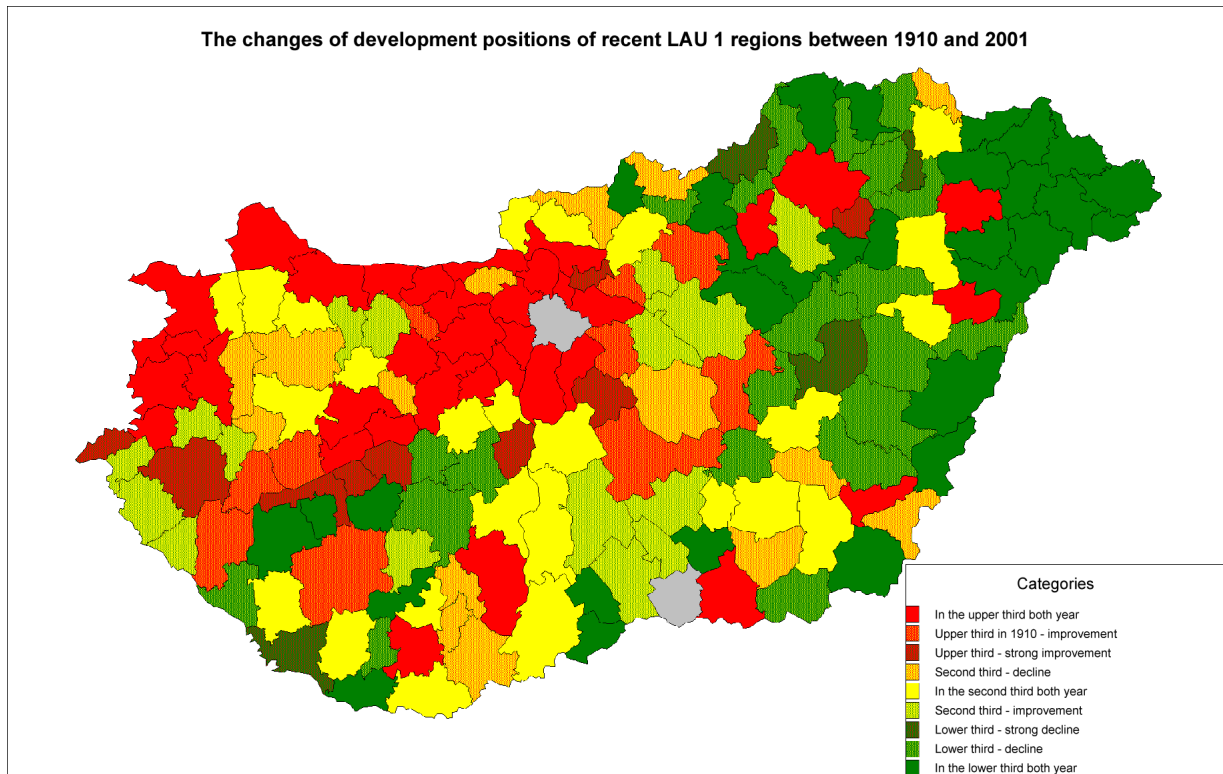 The changes of development positions of recent LAU 1 regions between 1910 and 2001
Categories
In the upper third both year
Upper third in 1910 - improvement
Upper third - strong improvement
Second third - decline
In the second third both year
Second third - improvement
Lower third - strong decline
Lower third - decline
In the lower third both year